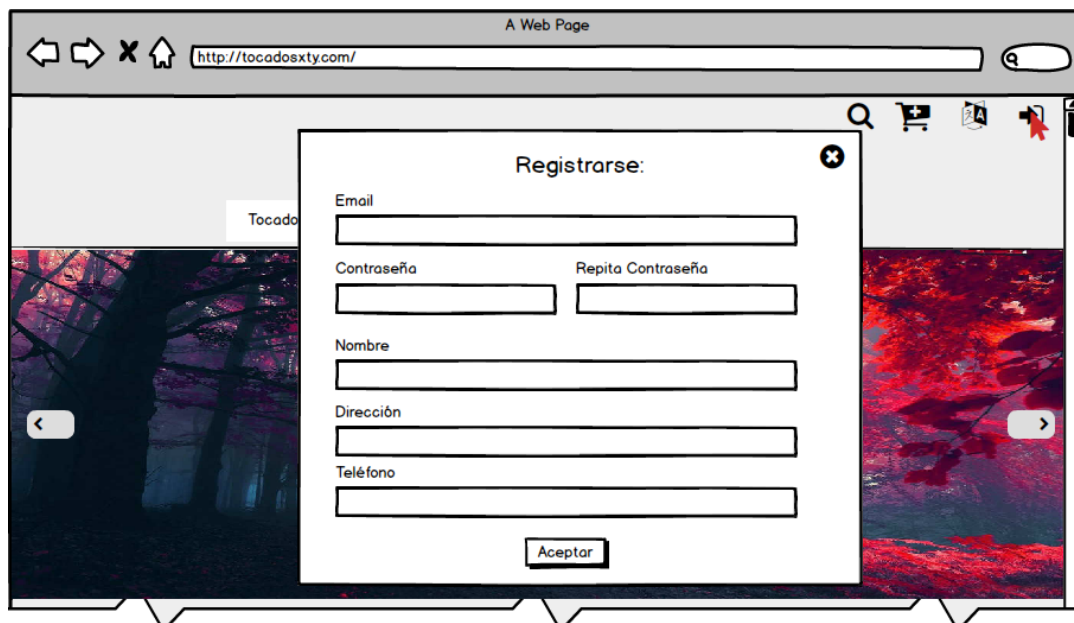 A Web Page
http://tocadosxty.com/
Registrarse:
Email
Tocado
Contraseña
Repita Contraseña
Nombre
Dirección
Teléfono
Aceptar